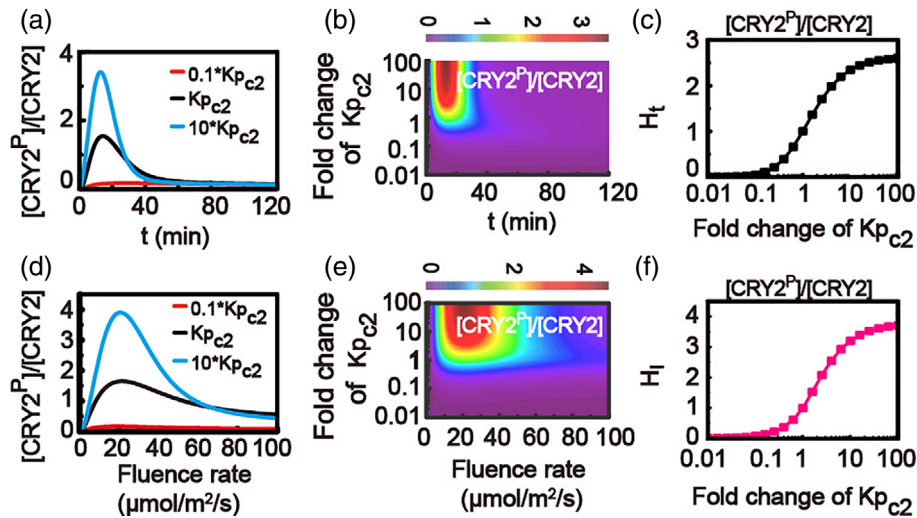 (a)
[CRY2P]/[CRY2]
4
2
0
0.1*Kpc2
Kpc2
10*Kpc2
0 40 80 120
t (min)
(b)
0 1 2 3
Fold change
of Kpc2
100
10
1
0.1
0.01
[CRY2P]/[CRY2]
0 40 80 120
t (min)
(c)
[CRY2P]/[CRY2]
Ht
3
2
1
0
0.01 0.1 1 10 100
Fold change of Kpc2
(d)
[CRY2P]/[CRY2]
4
3
2
1
0
0.1*Kpc2
Kpc2
10*Kpc2
0 20 40 60 80 100
Fluence rate
(μmol/m2/s)
(e)
0 2 4
Fold change
of Kpc2
100
10
1
0.1
0.01
[CRY2P]/[CRY2]
0 20 40 60 80 100
Fluence rate
(μmol/m2/s)
(f)
[CRY2P]/[CRY2]
HI
4
3
2
1
0
0.01 0.1 1 10 100
Fold change of Kpc2